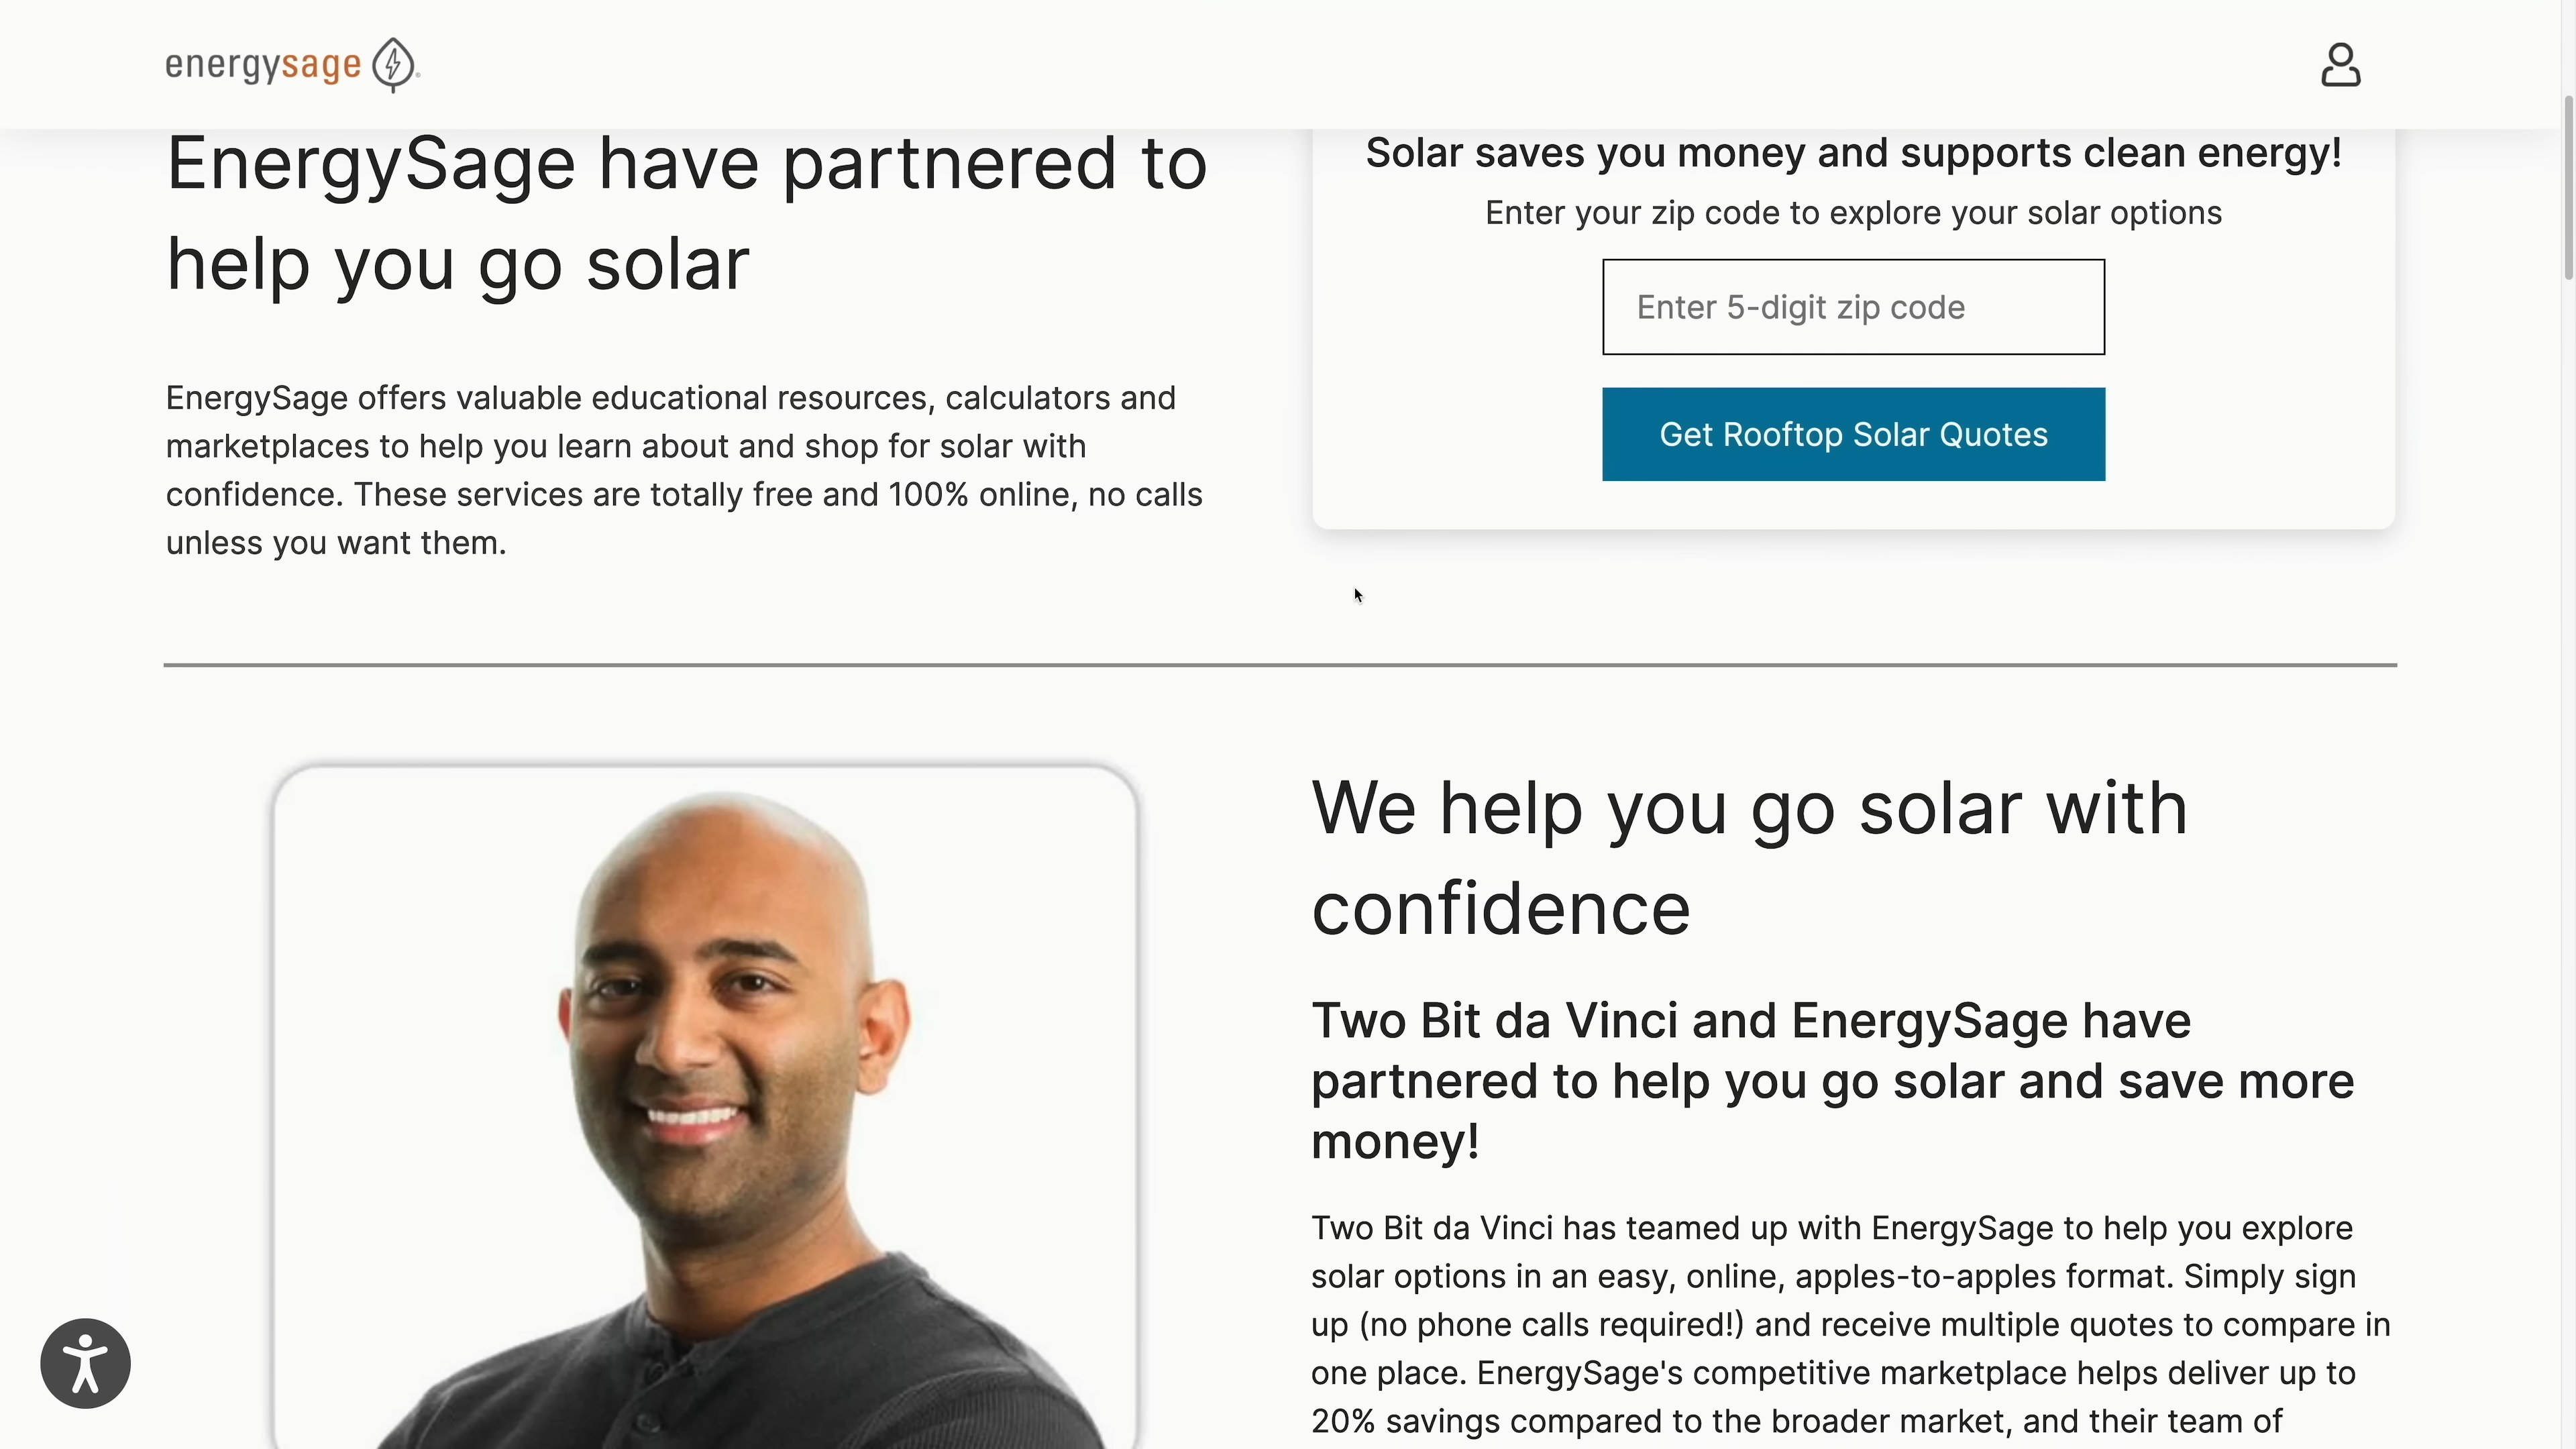 energysage
EnergySage have partnered to
help you go solar
EnergySage offers valuable educational resources, calculators and
marketplaces to help you learn about and shop for solar with
confidence. These services are totally free and 100% online, no calls
unless you want them.
Solar saves you money and supports clean energy!
Enter your zip code to explore your solar options
Enter 5-digit zip code
Get Rooftop Solar Quotes
We help you go solar with
confidence
Two Bit da Vinci and EnergySage have
partnered to help you go solar and save more
money!
Two Bit da Vinci has teamed up with EnergySage to help you explore
solar options in an easy, online, apples-to-apples format. Simply sign
up (no phone calls required!) and receive multiple quotes to compare in
one place. EnergySage's competitive marketplace helps deliver up to
20% savings compared to the broader market, and their team of